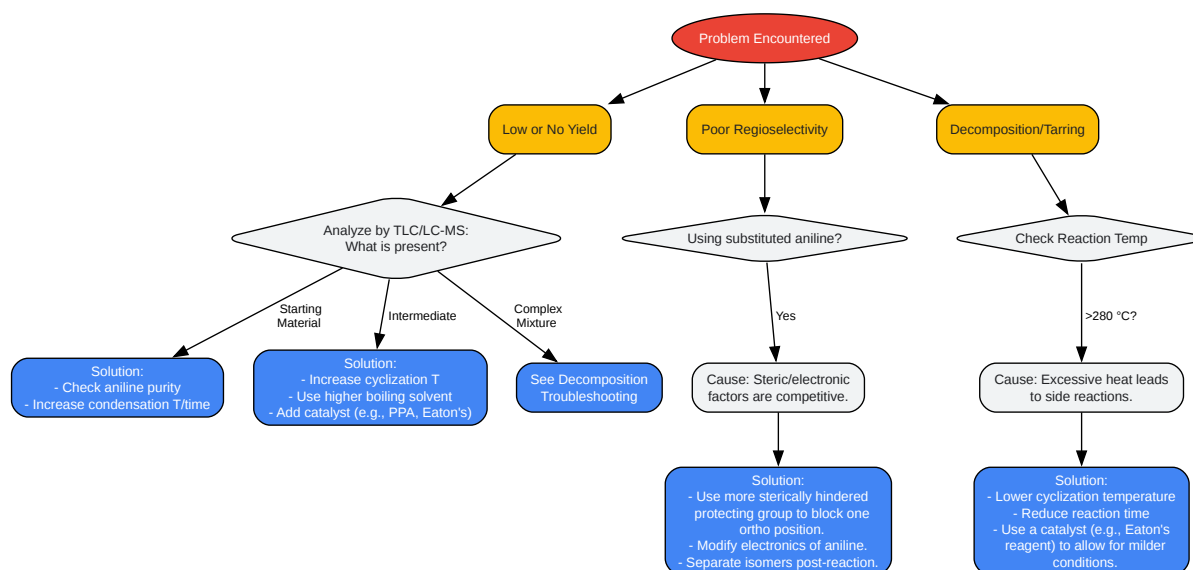 Problem Encountered
Low or No Yield
Poor Regioselectivity
Decomposition/Tarring
Analyze by TLC/LC-MS:
What is present?
Using substituted aniline?
Check Reaction Temp
Starting
Material
Intermediate
Complex
Mixture
Yes
>280 °C?
Solution:
- Check aniline purity
- Increase condensation T/time
Solution:
- Increase cyclization T
- Use higher boiling solvent
- Add catalyst (e.g., PPA, Eaton's)
See Decomposition
Troubleshooting
Cause: Steric/electronic
factors are competitive.
Cause: Excessive heat leads
to side reactions.
Solution:
- Use more sterically hindered
protecting group to block one
ortho position.
- Modify electronics of aniline.
- Separate isomers post-reaction.
Solution:
- Lower cyclization temperature
- Reduce reaction time
- Use a catalyst (e.g., Eaton's
reagent) to allow for milder
conditions.